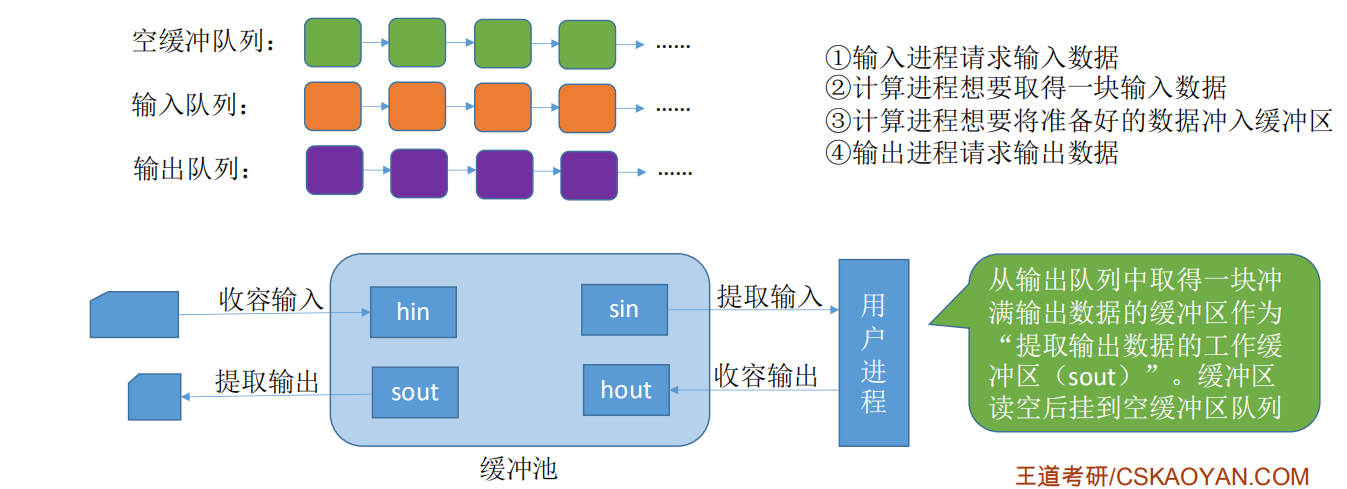 空缓冲队列：
......
输入队列：
......
输出队列：
......
①输入进程请求输入数据
②计算进程想要取得一块输入数据
③计算进程想要将准备好的数据冲入缓冲区
④输出进程请求输出数据
收容输入
hin
sin
提取输入
提取输出
sout
hout
收容输出
用户进程
缓冲池
从输出队列中取得一块冲
满输出数据的缓冲区作为
“提取输出数据的工作缓
冲区（sout）”。缓冲区
读空后挂到空缓冲区队列
王道考研/CSKAOYAN.COM